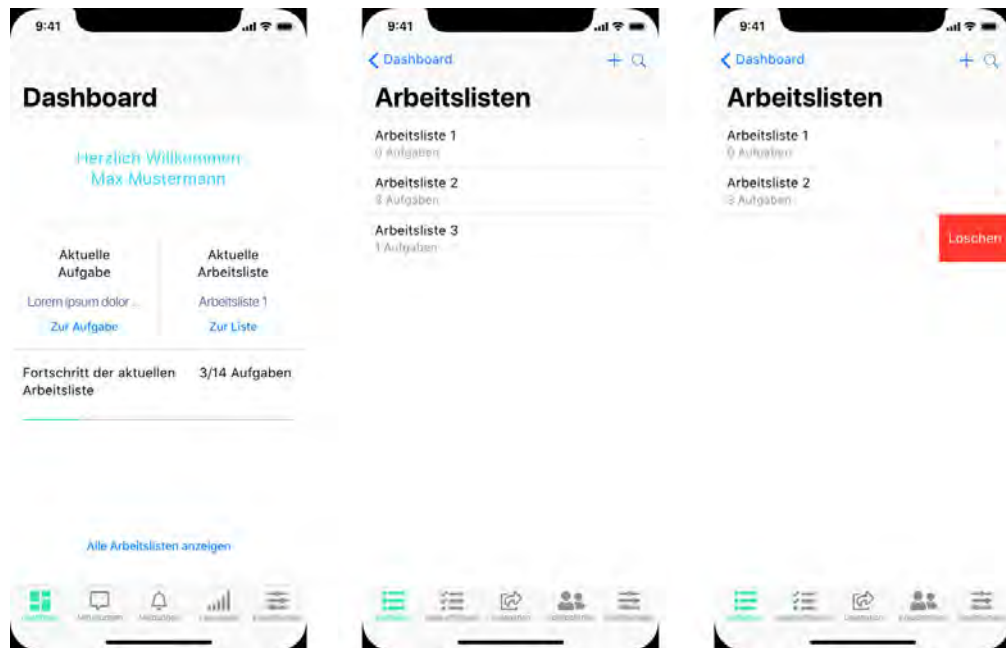 9:41
Dashboard
Herzlich Willkommen
Max Mustermann
Aktuelle
Aufgabe
Lorem ipsum dolor ...
Zur Aufgabe
Aktuelle
Arbeitsliste
Arbeitsliste 1
Zur Liste
Fortschritt der aktuellen
Arbeitsliste
3/14 Aufgaben
Alle Arbeitslisten anzeigen
9:41
Dashboard
Arbeitslisten
Arbeitsliste 1
0 Aufgaben
Arbeitsliste 2
3 Aufgaben
Arbeitsliste 3
1 Aufgaben
9:41
Dashboard
Arbeitslisten
Arbeitsliste 1
0 Aufgaben
Arbeitsliste 2
3 Aufgaben
Löschen